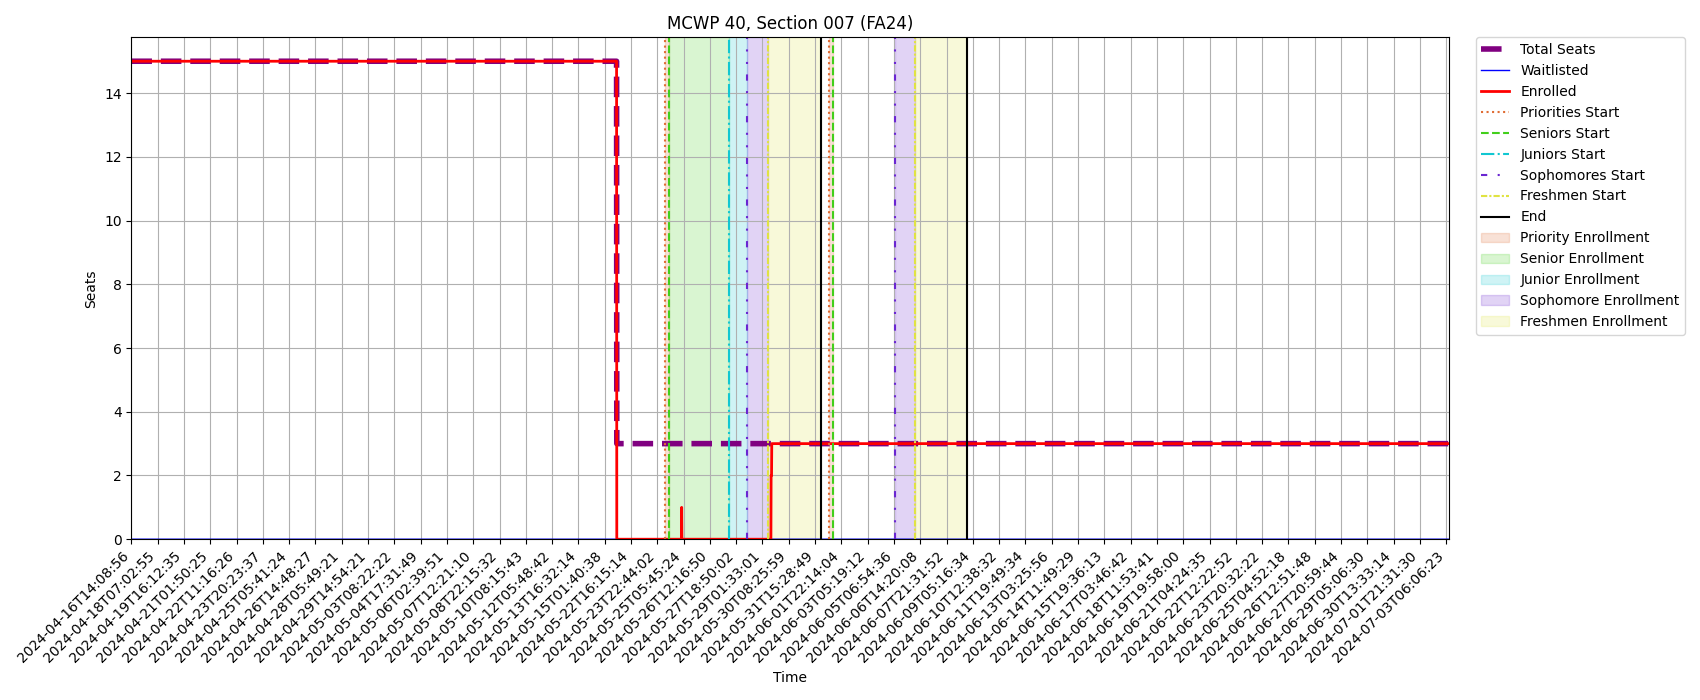 MCWP 40, Section 007 (FA24)
Total Seats
Waitlisted
Enrolled
Priorities Start
Seniors Start
Juniors Start
Sophomores Start
Freshmen Start
End
Priority Enrollment
Senior Enrollment
Junior Enrollment
Sophomore Enrollment
Freshmen Enrollment
Seats
14
12
10
8
6
4
2
0
2024-04-16T14:08:56
2024-04-18T07:02:55
2024-04-19T16:12:35
2024-04-21T01:50:25
2024-04-22T11:16:26
2024-04-23T20:23:37
2024-04-25T05:41:24
2024-04-26T14:48:27
2024-04-28T05:49:21
2024-04-29T14:54:21
2024-05-03T08:22:22
2024-05-04T17:31:49
2024-05-06T02:39:51
2024-05-07T12:21:10
2024-05-08T22:15:32
2024-05-10T08:15:43
2024-05-12T05:48:42
2024-05-13T16:32:14
2024-05-15T01:40:38
2024-05-22T16:15:14
2024-05-23T22:44:02
2024-05-25T05:45:24
2024-05-26T12:16:50
2024-05-27T18:50:02
2024-05-29T01:33:01
2024-05-30T08:25:59
2024-05-31T15:28:49
2024-06-01T22:14:04
2024-06-03T05:19:12
2024-06-05T06:54:36
2024-06-06T14:20:08
2024-06-07T21:31:52
2024-06-09T05:16:34
2024-06-10T12:38:32
2024-06-11T19:49:34
2024-06-13T03:25:56
2024-06-14T11:49:29
2024-06-15T19:36:13
2024-06-17T03:46:42
2024-06-18T11:53:41
2024-06-19T19:58:00
2024-06-21T04:24:35
2024-06-22T12:22:52
2024-06-23T20:32:22
2024-06-25T04:52:18
2024-06-26T12:51:48
2024-06-27T20:59:44
2024-06-29T05:06:30
2024-06-30T13:33:14
2024-07-01T21:31:30
2024-07-03T06:06:23
Time